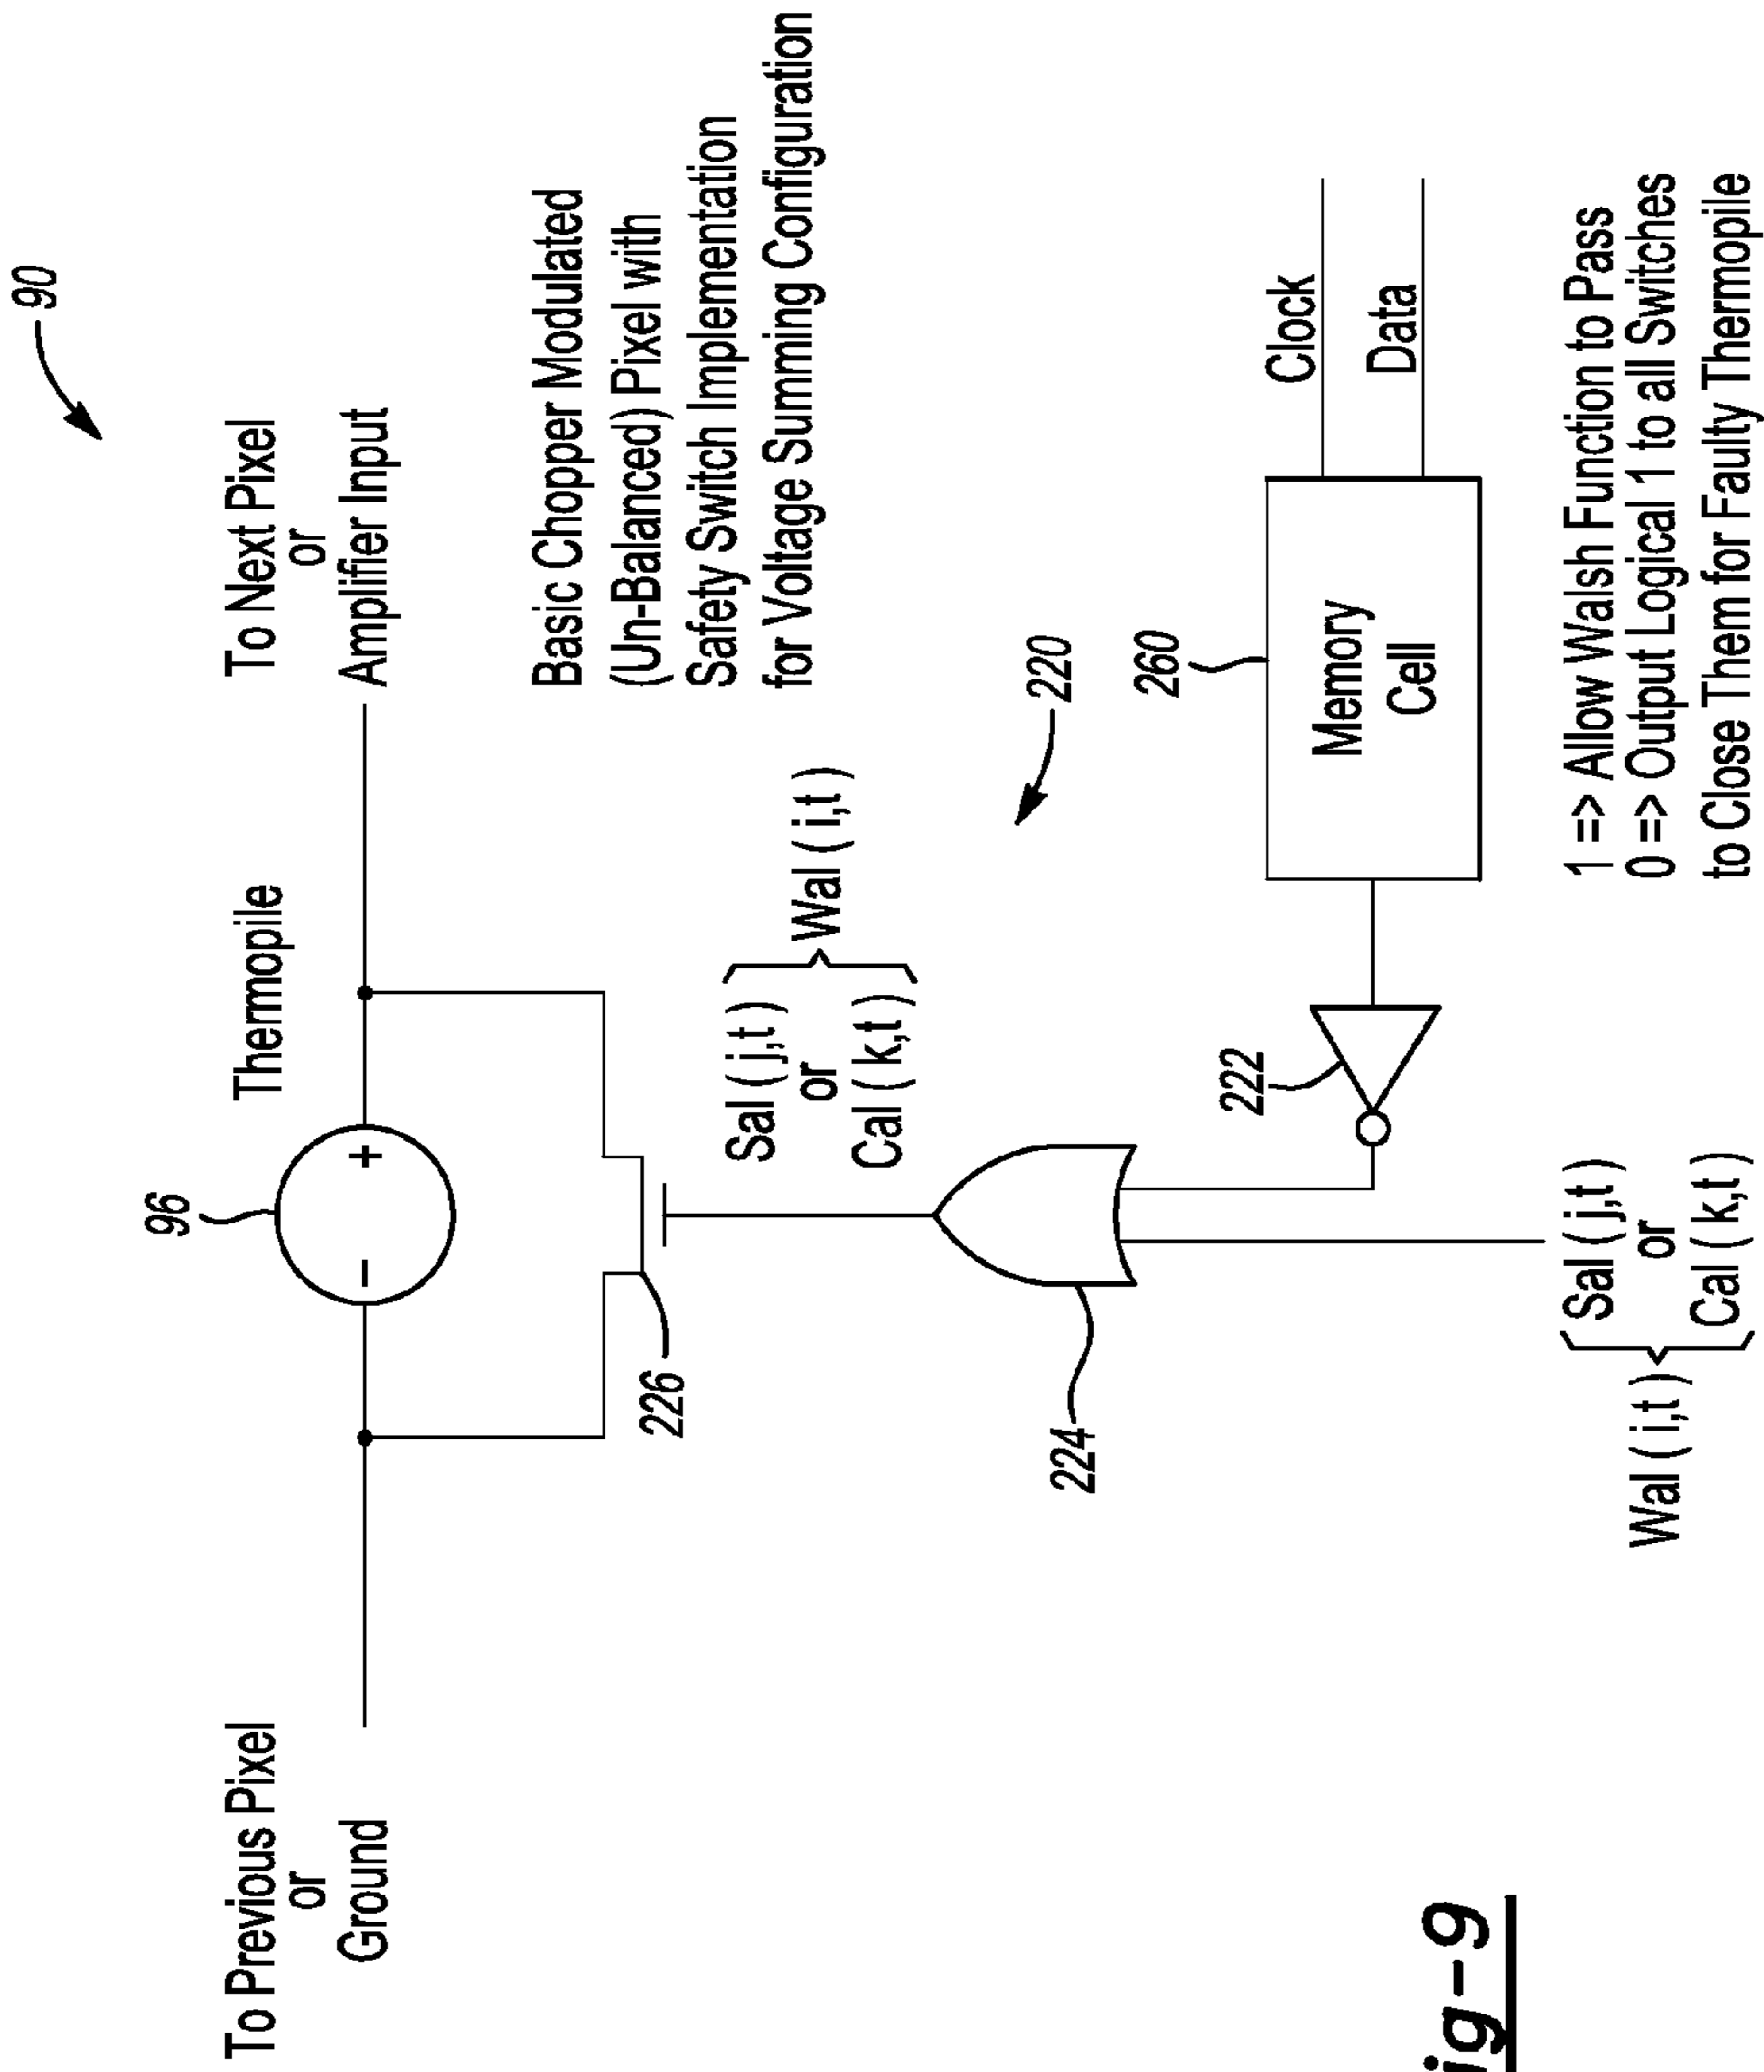 90
To Previous Pixel
or
Ground
96
Thermopile
To Next Pixel
or
Amplifier Input
Basic Chopper Modulated
(Un-Balanced) Pixel with
Safety Switch Implementation
for Voltage Summing Configuration
226
Sal ( j,t )
or
Cal ( k,t )
Wal ( i,t )
220
224
222
260
Memory
Cell
Clock
Data
Wal ( i,t )
Sal ( j,t )
or
Cal ( k,t )
1 => Allow Walsh Function to Pass
0 => Output Logical 1 to all Switches
to Close Them for Faulty Thermopile
ig-9